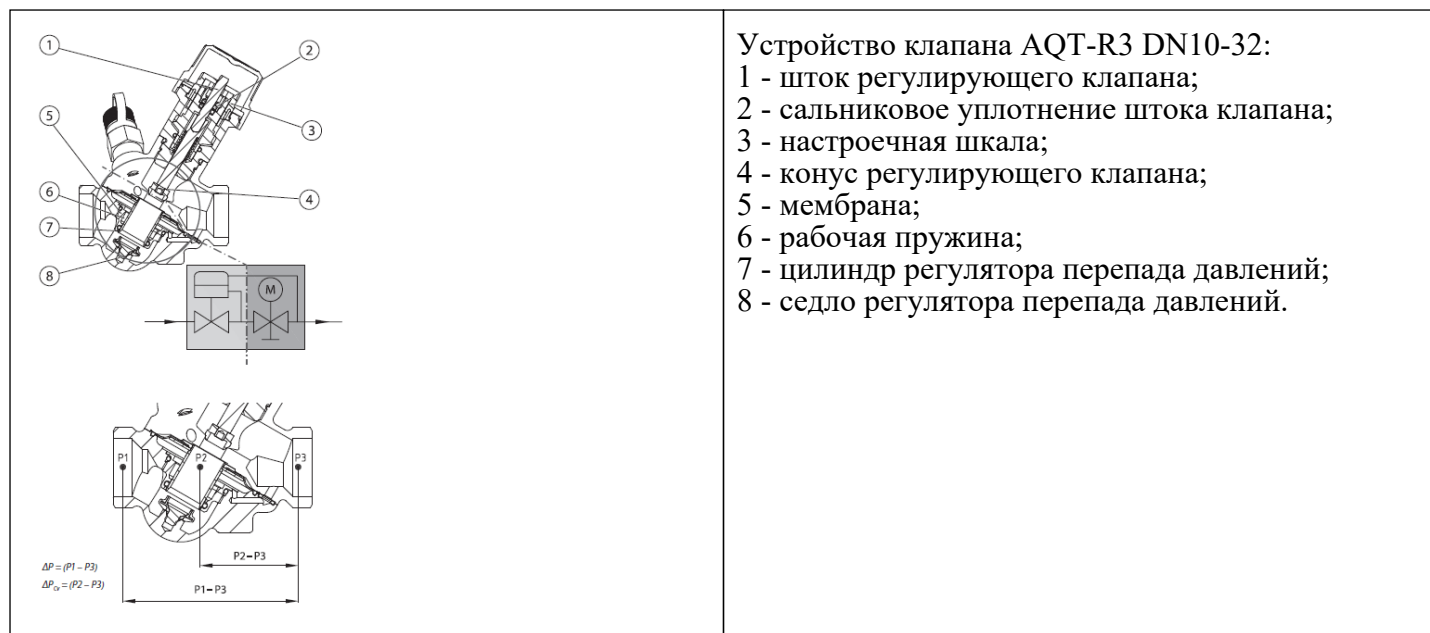 1
2
5
3
6
4
7
8
M
Устройство клапана AQT-R3 DN10-32:
1 - шток регулирующего клапана;
2 - сальниковое уплотнение штока клапана;
3 - настроечная шкала;
4 - конус регулирующего клапана;
5 - мембрана;
6 - рабочая пружина;
7 - цилиндр регулятора перепада давлений;
8 - седло регулятора перепада давлений.
P1
P2
P3
P2–P3
ΔP = (P1 – P3)
ΔPCv = (P2 – P3)
P1–P3